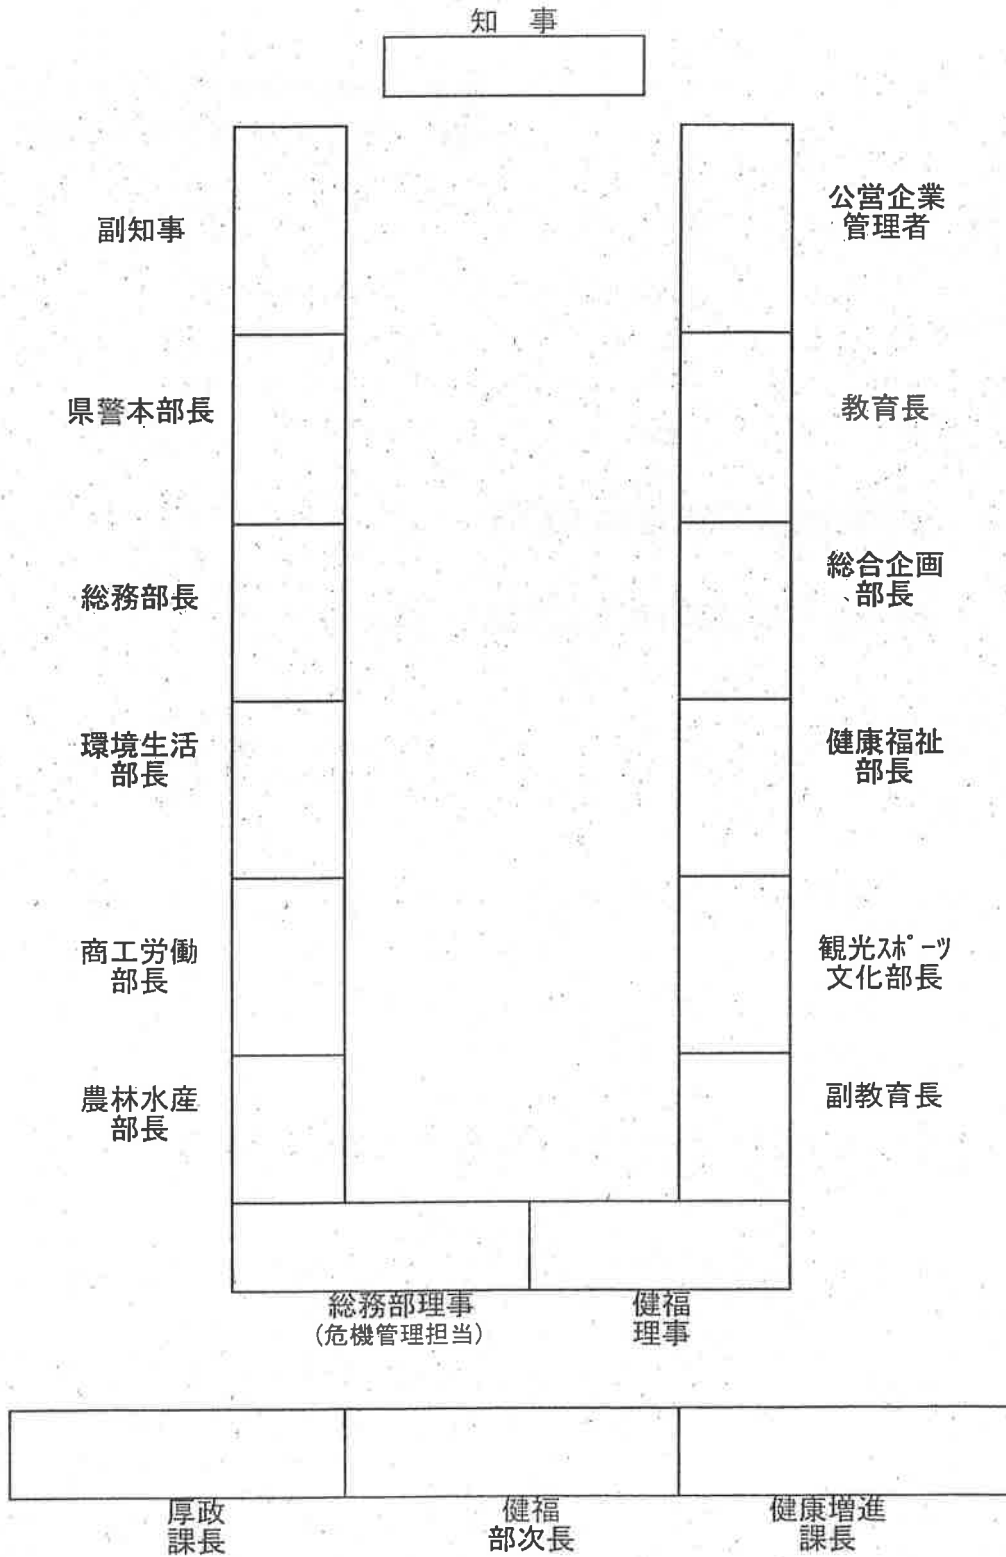 知 事
副知事
公営企業
管理者
県警本部長
教育長
総務部長
総合企画
部長
環境生活
部長
健康福祉
部長
商工労働
部長
観光スポーツ
文化部長
農林水産
部長
副教育長
総務部理事
(危機管理担当)
健福
理事
厚政
課長
健福
部次長
健康増進
課長